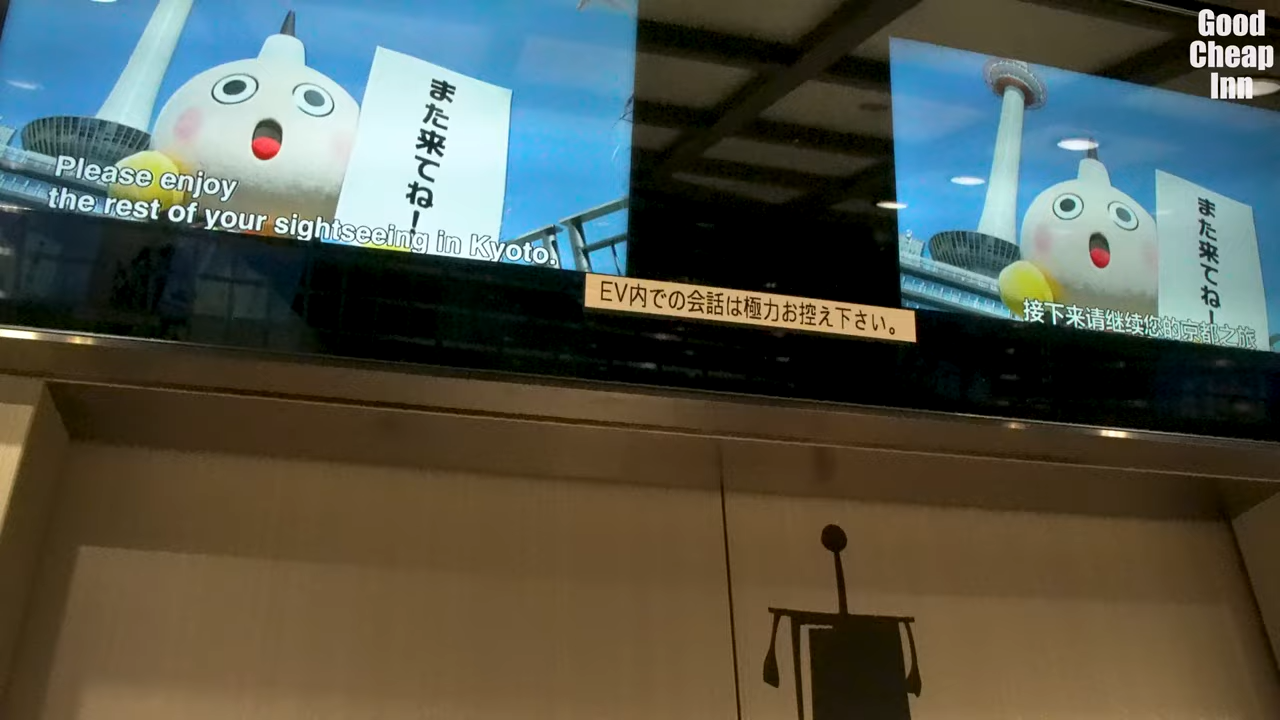 また来てね!
Please enjoy
the rest of your sightseeing in Kyoto.
EV内での会話は極力お控え下さい。
また来てね!
接下来请继续您的京都之旅
Good
Cheap
Inn